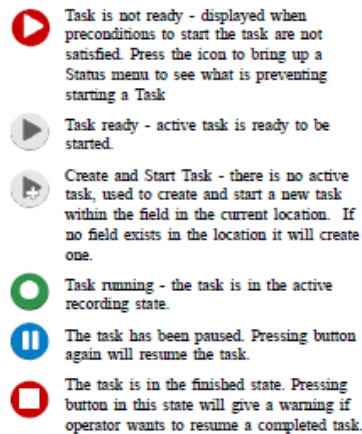 Task is not ready - displayed when
preconditions to start the task are not
satisfied. Press the icon to bring up a
Status menu to see what is preventing
starting a Task
Task ready - active task is ready to be
started.
Create and Start Task - there is no active
task, used to create and start a new task
within the field in the current location. If
no field exists in the location it will create
one.
Task running - the task is in the active
recording state.
The task has been paused. Pressing button
again will resume the task.
The task is in the finished state. Pressing
button in this state will give a warning if
operator wants to resume a completed task.